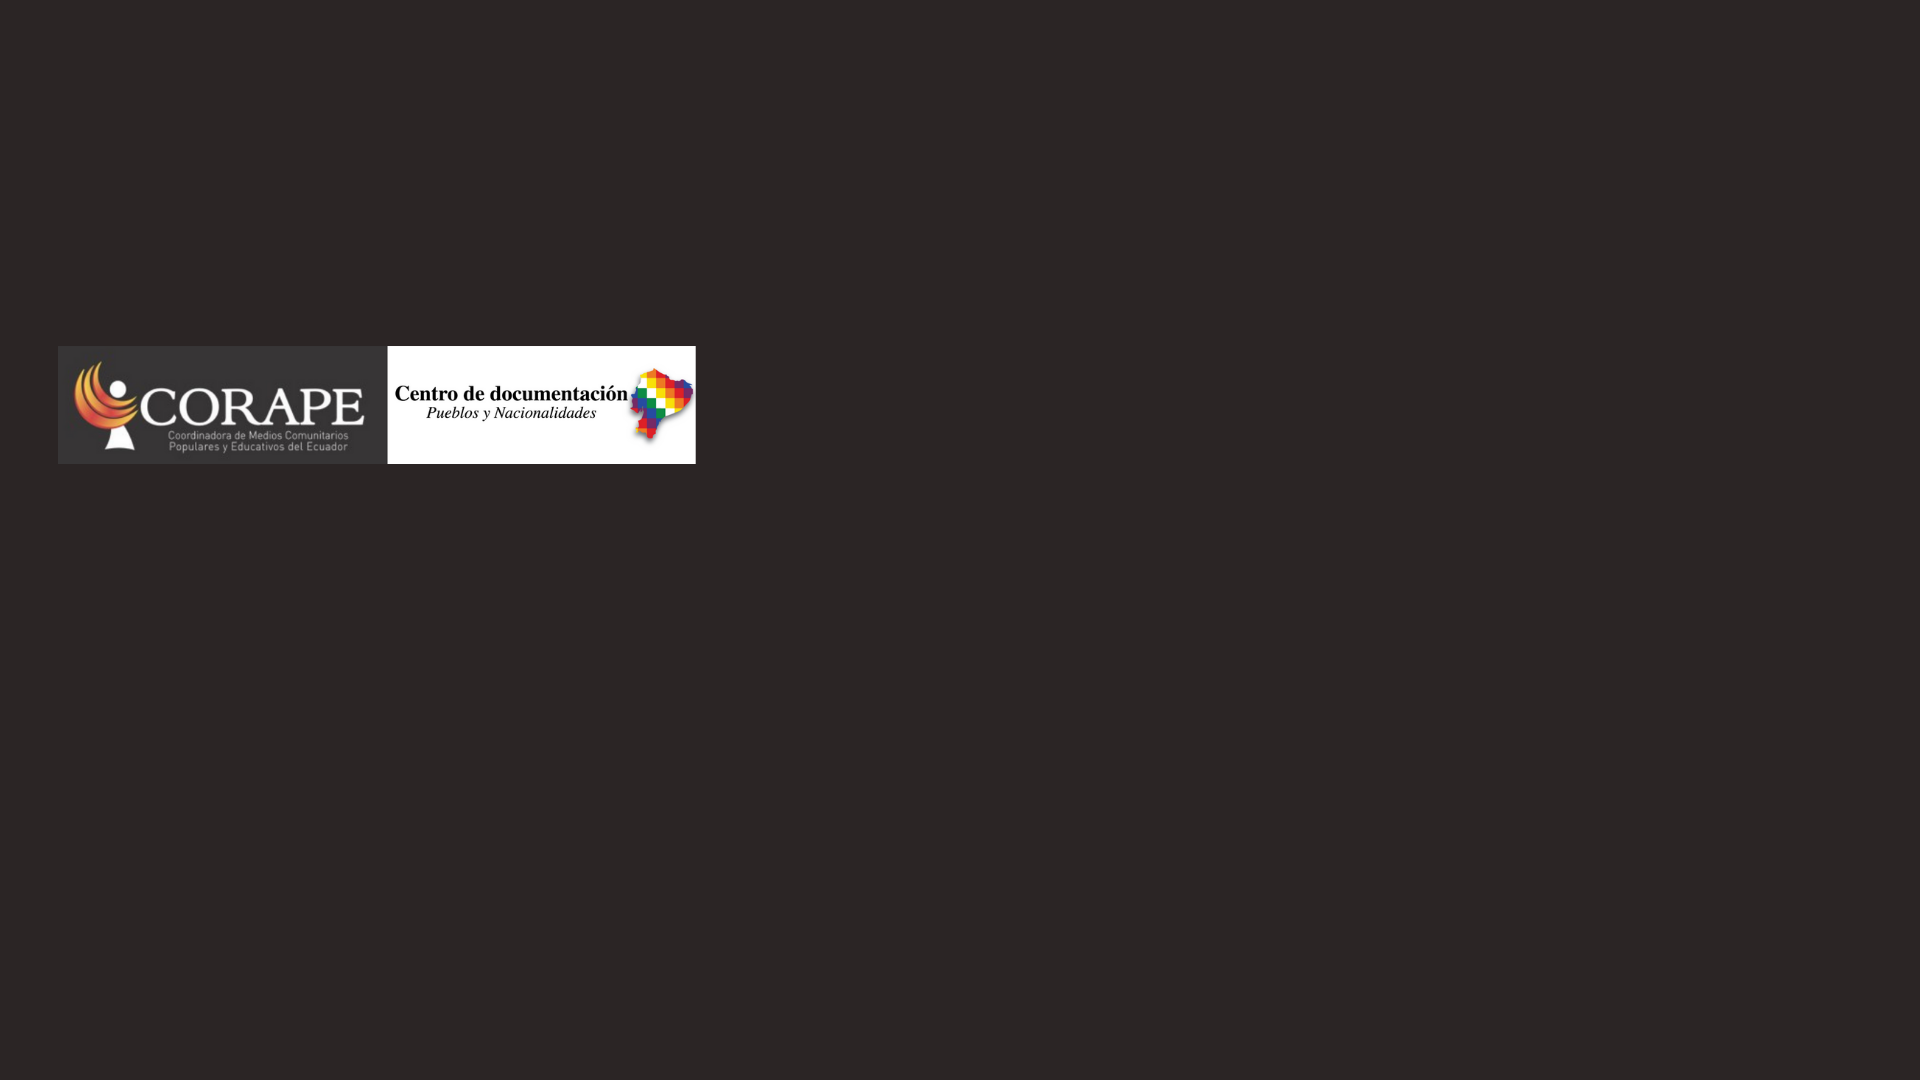 CORAPE
Coordinadora de Medios Comunitarios
Populares y Educativos del Ecuador
Centro de documentación
Pueblos y Nacionalidades